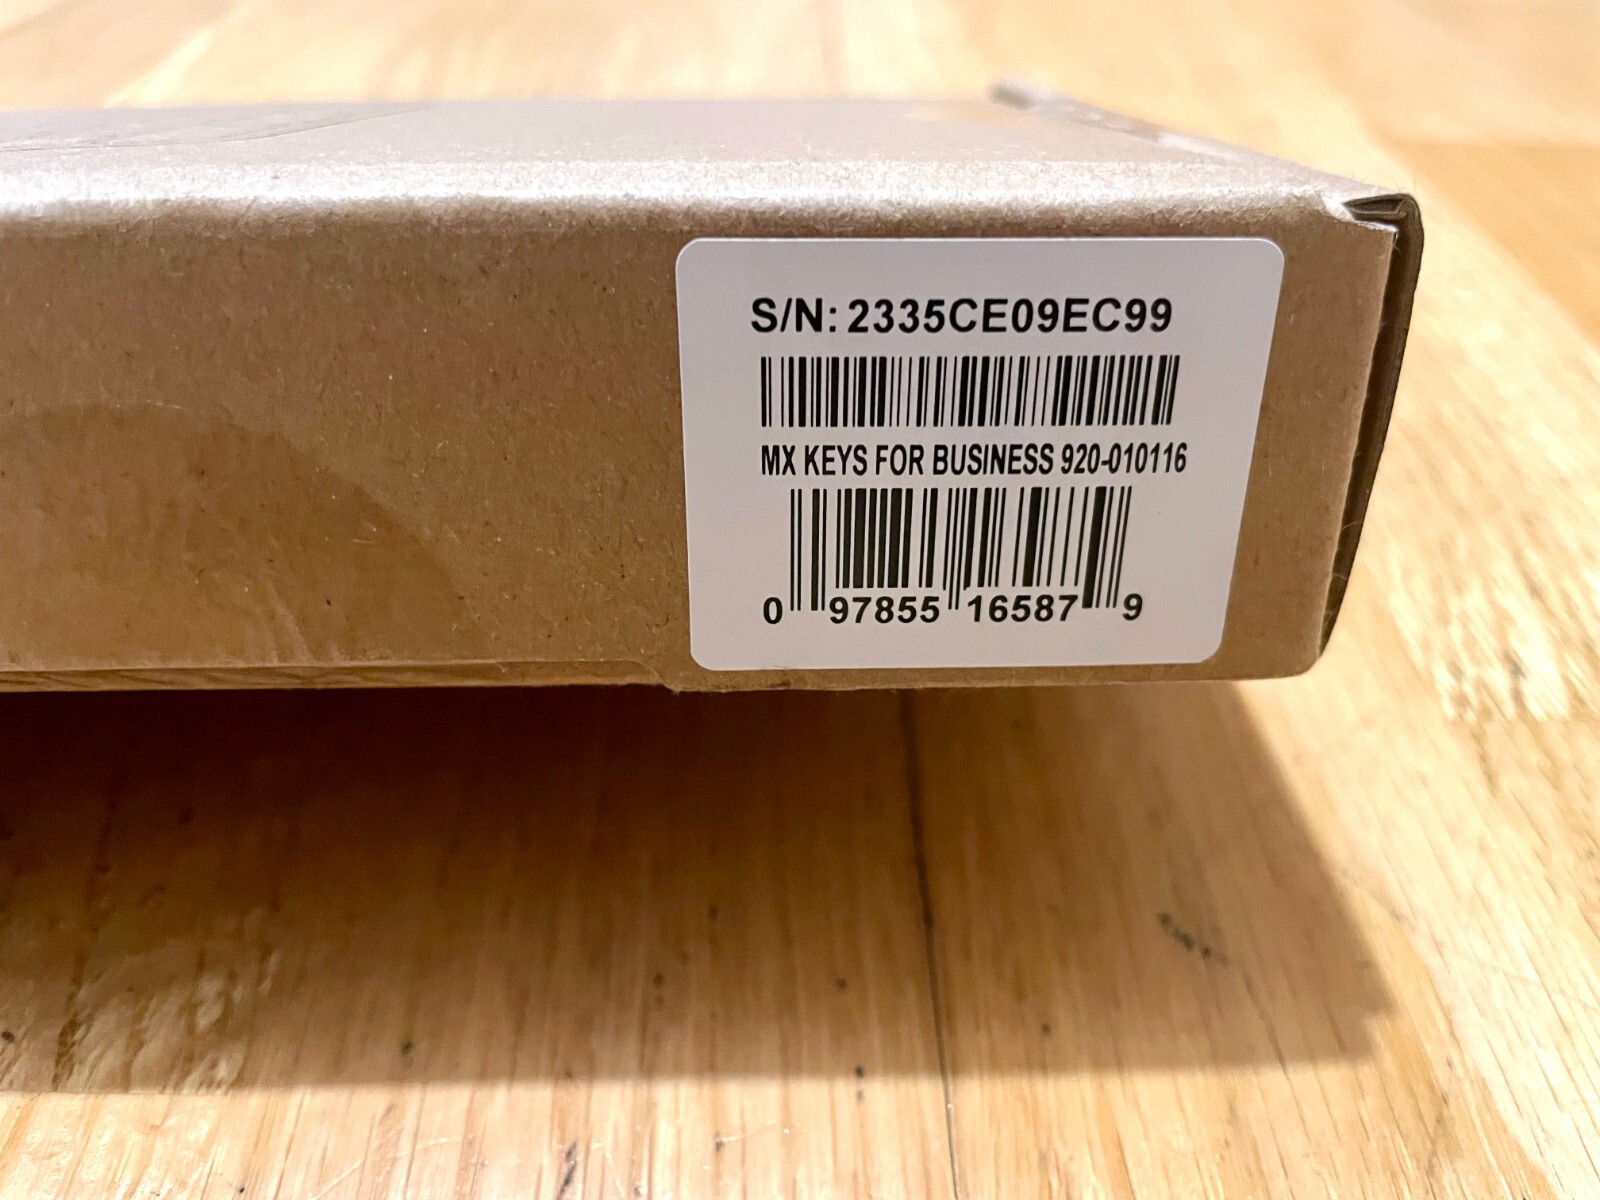 S/N: 2335CE09EC99
MX KEYS FOR BUSINESS 920-010116
0 97855 16587 9